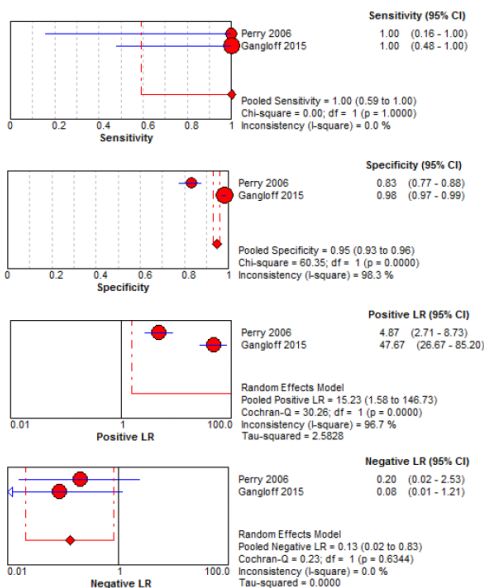 Sensitivity (95% CI)
Perry 2006 1.00 (0.16 - 1.00)
Gangloff 2015 1.00 (0.48 - 1.00)
Pooled Sensitivity = 1.00 (0.59 to 1.00)
Chi-square = 0.00; df = 1 (p = 1.0000)
Inconsistency (I-square) = 0.0 %
0 0.2 0.4 0.6 0.8 1
Sensitivity
Specificity (95% CI)
Perry 2006 0.83 (0.77 - 0.88)
Gangloff 2015 0.98 (0.97 - 0.99)
Pooled Specificity = 0.95 (0.93 to 0.96)
Chi-square = 60.35; df = 1 (p = 0.0000)
Inconsistency (I-square) = 98.3 %
0 0.2 0.4 0.6 0.8 1
Specificity
Positive LR (95% CI)
Perry 2006 4.87 (2.71 - 8.73)
Gangloff 2015 47.67 (26.67 - 85.20)
Random Effects Model
Pooled Positive LR = 15.23 (1.58 to 146.73)
Cochran-Q = 30.26; df = 1 (p = 0.0000)
Inconsistency (I-square) = 96.7 %
Tau-squared = 2.5828
0.01 1 100.0
Positive LR
Negative LR (95% CI)
Perry 2006 0.20 (0.02 - 2.53)
Gangloff 2015 0.08 (0.01 - 1.21)
Random Effects Model
Pooled Negative LR = 0.13 (0.02 to 0.83)
Cochran-Q = 0.23; df = 1 (p = 0.6344)
Inconsistency (I-square) = 0.0 %
Tau-squared = 0.0000
0.01 1 100.0
Negative LR